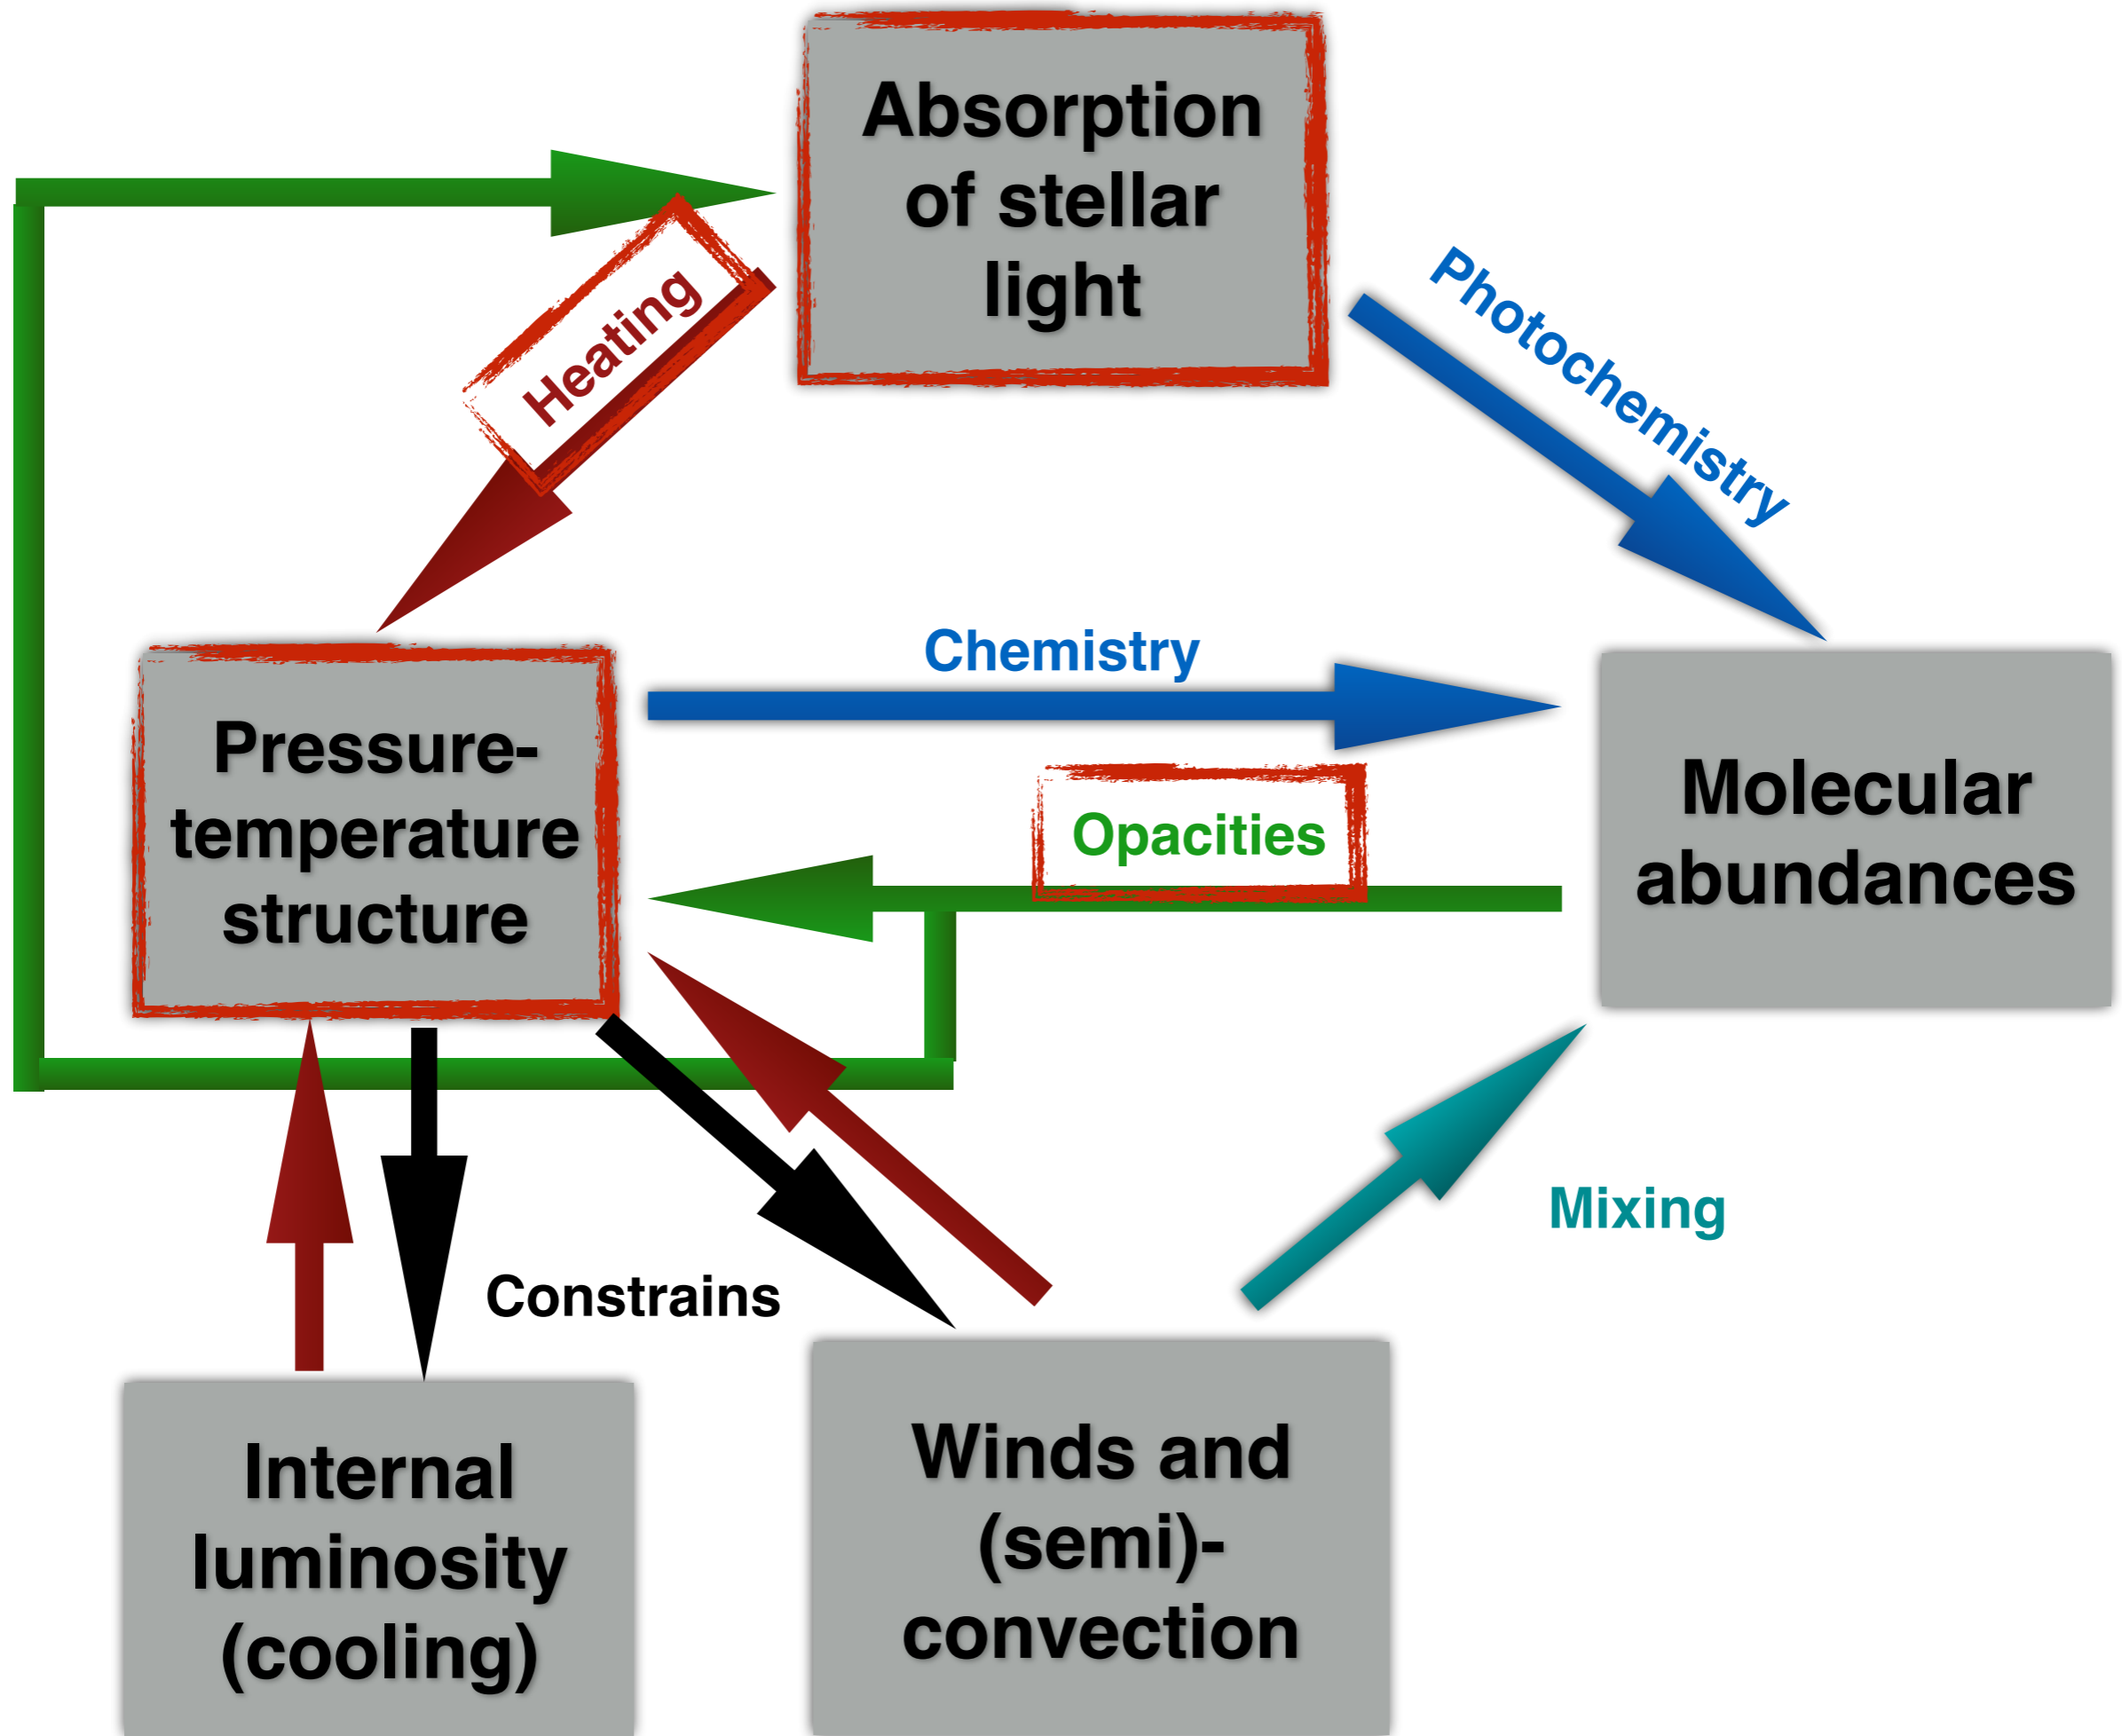 Absorption
of stellar
light
Heating
Photochemistry
Chemistry
Pressure-
temperature
structure
Opacities
Molecular
abundances
Mixing
Constrains
Internal
luminosity
(cooling)
Winds and
(semi)-
convection